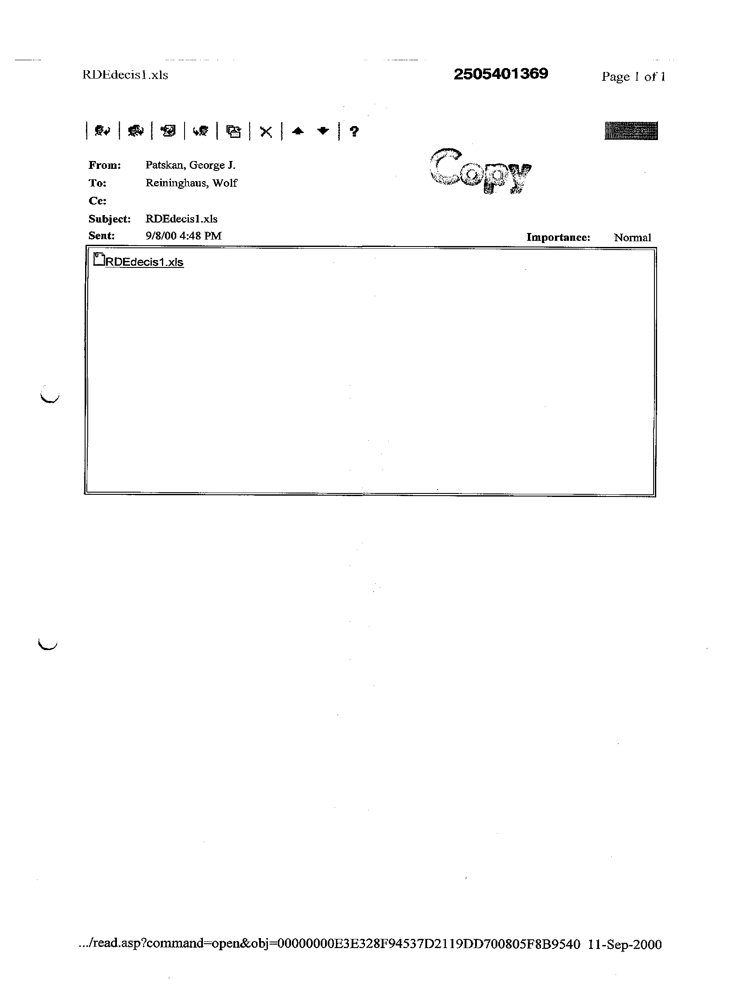 RDEdecis1.xls 2505401369 Page 1 of 1
?
Copy
From: Patskan, George J.
To: Reininghaus, Wolf
Cc:
Subject: RDEdecis1.xls
Sent: 9/8/00 4:48 PM Importance: Normal
RDEdecis1.xls
.../read.asp?command=open&obj=00000000E3E328F94537D2119DD700805F8B9540 11-Sep-2000